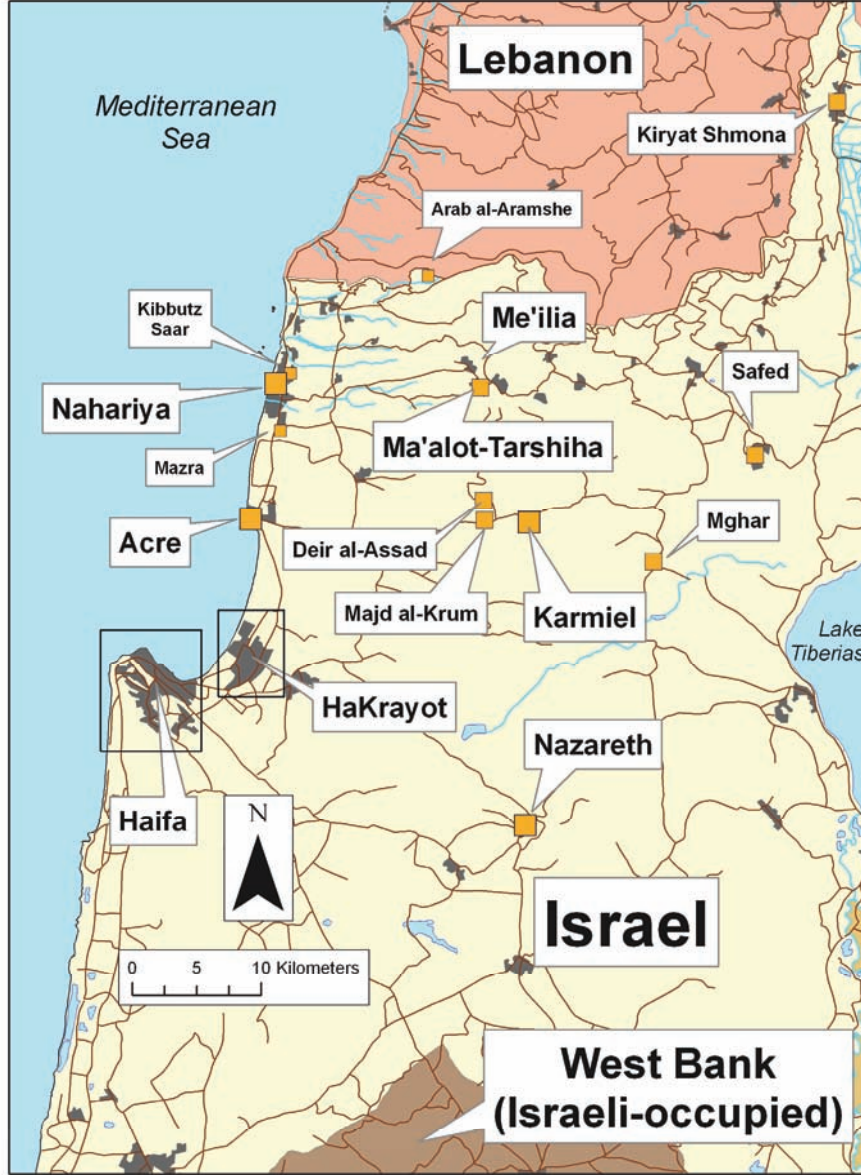 Lebanon
Mediterranean
Sea
Kiryat Shmona
Arab al-Aramshe
Kibbutz
Saar
Me'ilia
Safed
Nahariya
Ma'alot-Tarshiha
Mazra
Acre
Deir al-Assad
Mghar
Majd al-Krum
Karmiel
Lake
Tiberias
HaKrayot
Nazareth
Haifa
N
Israel
0 5 10 Kilometers
West Bank
(Israeli-occupied)